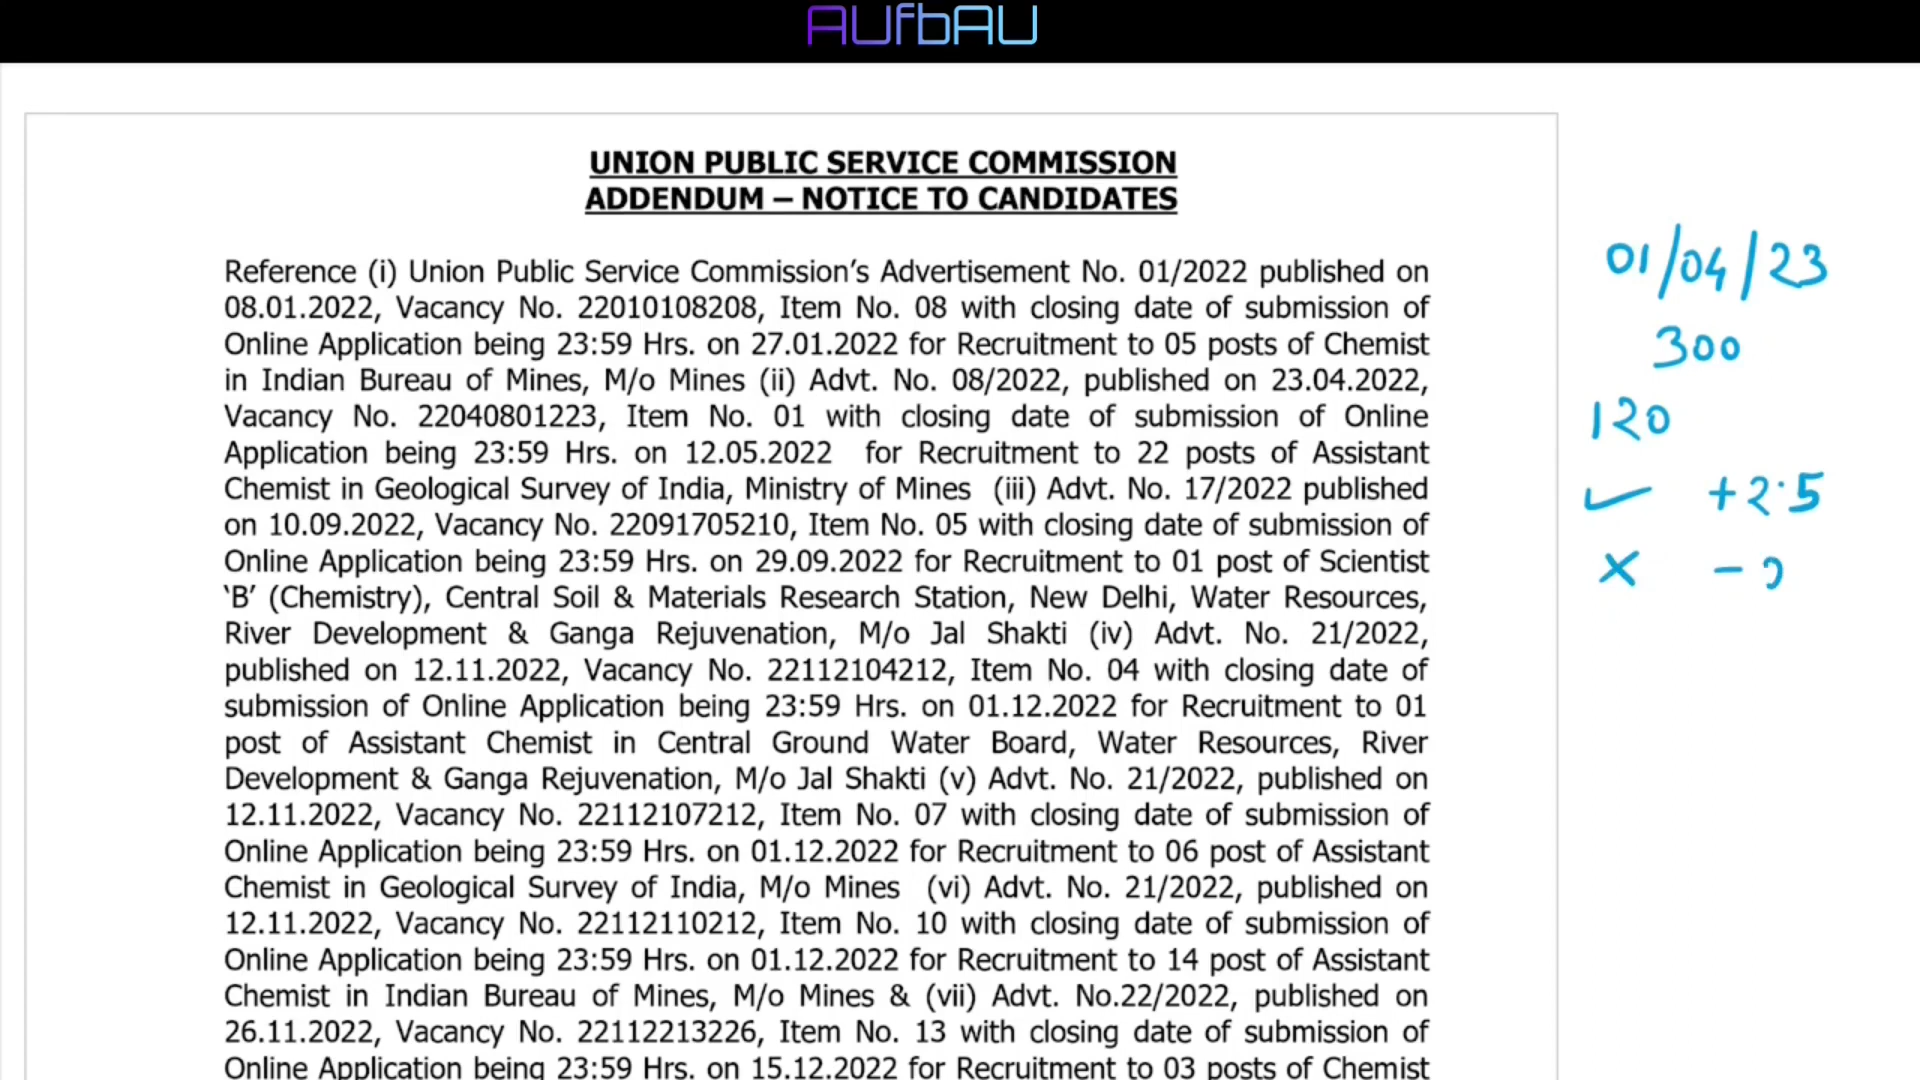 AUfbAU
UNION PUBLIC SERVICE COMMISSION
ADDENDUM – NOTICE TO CANDIDATES
Reference (i) Union Public Service Commission’s Advertisement No. 01/2022 published on
08.01.2022, Vacancy No. 22010108208, Item No. 08 with closing date of submission of
Online Application being 23:59 Hrs. on 27.01.2022 for Recruitment to 05 posts of Chemist
in Indian Bureau of Mines, M/o Mines (ii) Advt. No. 08/2022, published on 23.04.2022,
Vacancy No. 22040801223, Item No. 01 with closing date of submission of Online
Application being 23:59 Hrs. on 12.05.2022 for Recruitment to 22 posts of Assistant
Chemist in Geological Survey of India, Ministry of Mines (iii) Advt. No. 17/2022 published
on 10.09.2022, Vacancy No. 22091705210, Item No. 05 with closing date of submission of
Online Application being 23:59 Hrs. on 29.09.2022 for Recruitment to 01 post of Scientist
‘B’ (Chemistry), Central Soil & Materials Research Station, New Delhi, Water Resources,
River Development & Ganga Rejuvenation, M/o Jal Shakti (iv) Advt. No. 21/2022,
published on 12.11.2022, Vacancy No. 22112104212, Item No. 04 with closing date of
submission of Online Application being 23:59 Hrs. on 01.12.2022 for Recruitment to 01
post of Assistant Chemist in Central Ground Water Board, Water Resources, River
Development & Ganga Rejuvenation, M/o Jal Shakti (v) Advt. No. 21/2022, published on
12.11.2022, Vacancy No. 22112107212, Item No. 07 with closing date of submission of
Online Application being 23:59 Hrs. on 01.12.2022 for Recruitment to 06 post of Assistant
Chemist in Geological Survey of India, M/o Mines (vi) Advt. No. 21/2022, published on
12.11.2022, Vacancy No. 22112110212, Item No. 10 with closing date of submission of
Online Application being 23:59 Hrs. on 01.12.2022 for Recruitment to 14 post of Assistant
Chemist in Indian Bureau of Mines, M/o Mines & (vii) Advt. No.22/2022, published on
26.11.2022, Vacancy No. 22112213226, Item No. 13 with closing date of submission of
Online Application being 23:59 Hrs. on 15.12.2022 for Recruitment to 03 posts of Chemist
01/04/23
300
120
✓ +2.5
× -